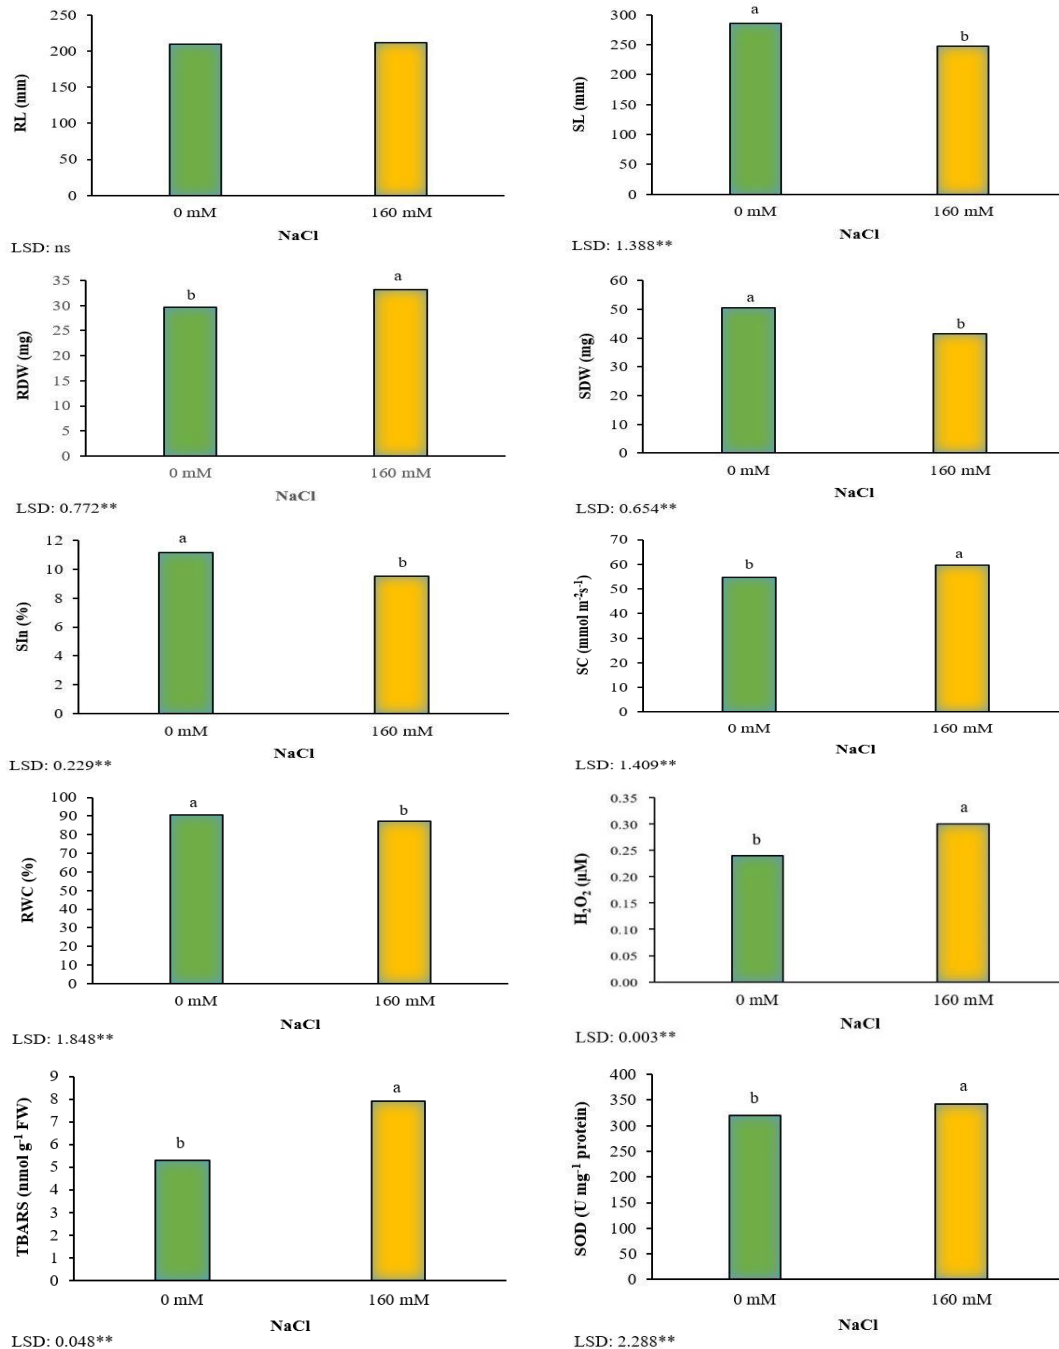 RL (mm)
250
200
150
100
50
0
0 mM
160 mM
NaCl
LSD: ns
SL (mm)
300
250
200
150
100
50
0
a
b
0 mM
160 mM
NaCl
LSD: 1.388**
RDW (mg)
35
30
25
20
15
10
5
0
b
a
0 mM
160 mM
NaCl
LSD: 0.772**
SDW (mg)
60
50
40
30
20
10
0
a
b
0 mM
160 mM
NaCl
LSD: 0.654**
SIn (%)
12
10
8
6
4
2
0
a
b
0 mM
160 mM
NaCl
LSD: 0.229**
SC (mmol m⁻²s⁻¹)
70
60
50
40
30
20
10
0
b
a
0 mM
160 mM
NaCl
LSD: 1.409**
RWC (%)
100
90
80
70
60
50
40
30
20
10
0
a
b
0 mM
160 mM
NaCl
LSD: 1.848**
H₂O₂ (µM)
0.35
0.30
0.25
0.20
0.15
0.10
0.05
0.00
b
a
0 mM
160 mM
NaCl
LSD: 0.003**
TBARS (nmol g⁻¹ FW)
9
8
7
6
5
4
3
2
1
0
b
a
0 mM
160 mM
NaCl
LSD: 0.048**
SOD (U mg⁻¹ protein)
400
350
300
250
200
150
100
50
0
b
a
0 mM
160 mM
NaCl
LSD: 2.288**